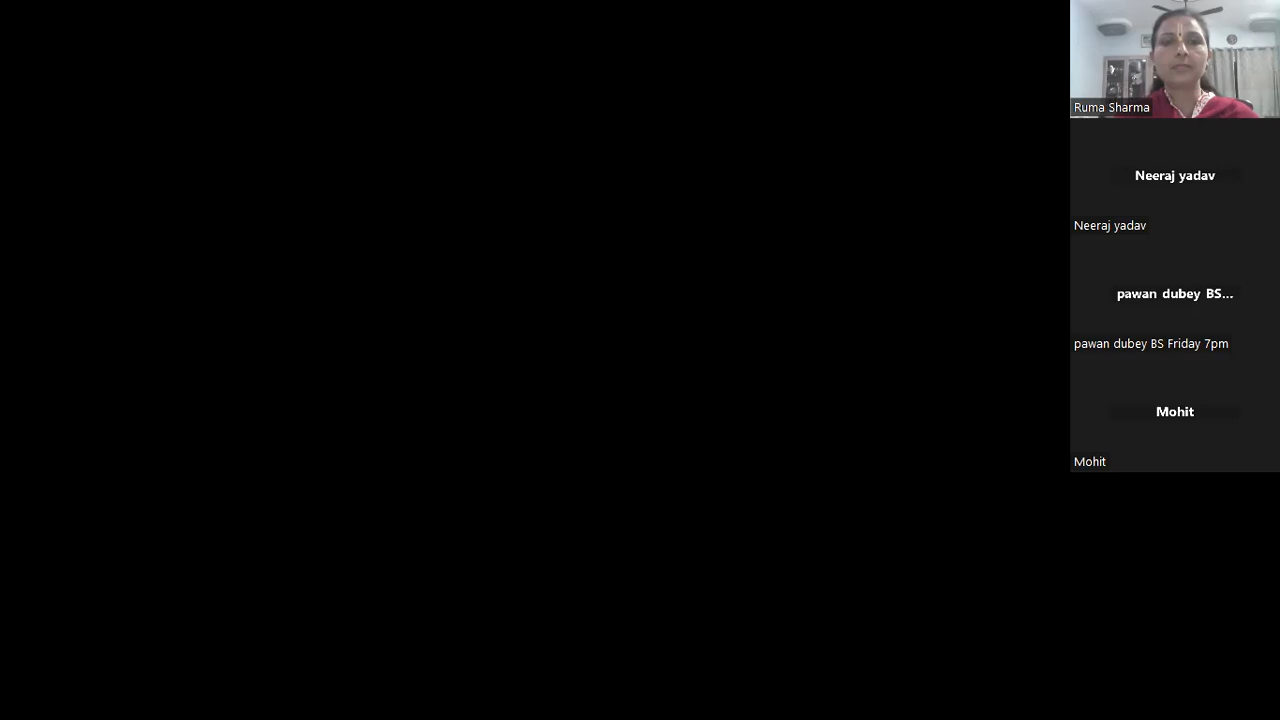 Ruma Sharma
Neeraj yadav
Neeraj yadav
pawan dubey BS...
pawan dubey BS Friday 7pm
Mohit
Mohit